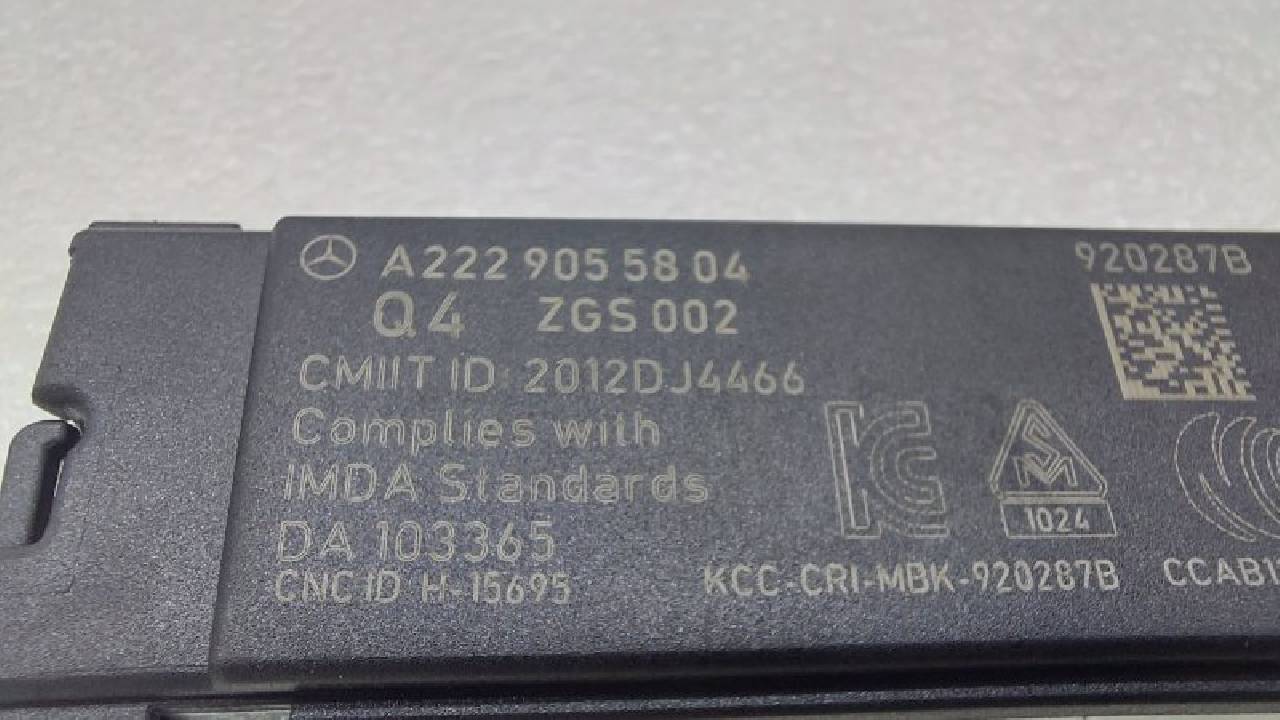 A222 905 58 04
920287B
Q4 ZGS 002
CMIIT ID: 2012DJ4466
Complies with
IMDA Standards
DA 103365
SM
1024
CNC ID H-15695
KCC-CRI-MBK-920287B